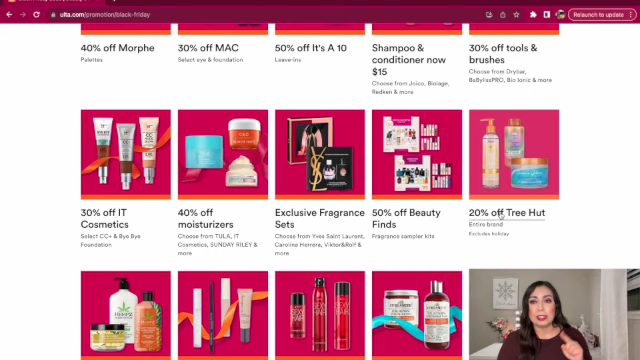 ulta.com/promotion/black-friday
Relaunch to update
40% off Morphe
Palettes
30% off MAC
Select eye & foundation
50% off It's A 10
Leave-ins
Shampoo &
conditioner now
$15
Choose from Joico, Biolage,
Redken & more
30% off tools &
brushes
Choose from Drybar,
BaBylissPRO, Bio Ionic & more
30% off IT
Cosmetics
Select CC+ & Bye Bye
Foundation
40% off
moisturizers
Choose from TULA, IT
Cosmetics, SUNDAY RILEY &
more
Exclusive Fragrance
Sets
Choose from Yves Saint Laurent,
Carolina Herrera, Viktor&Rolf &
more
50% off Beauty
Finds
Fragrance sampler kits
20% off Tree Hut
Entire brand
Excludes holiday